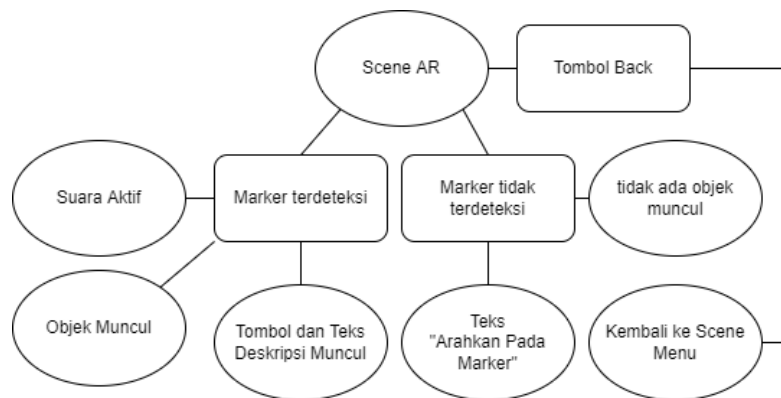 Scene AR
Tombol Back
Suara Aktif
Marker terdeteksi
Marker tidak
terdeteksi
tidak ada objek
muncul
Objek Muncul
Tombol dan Teks
Deskripsi Muncul
Teks
"Arahkan Pada
Marker"
Kembali ke Scene
Menu